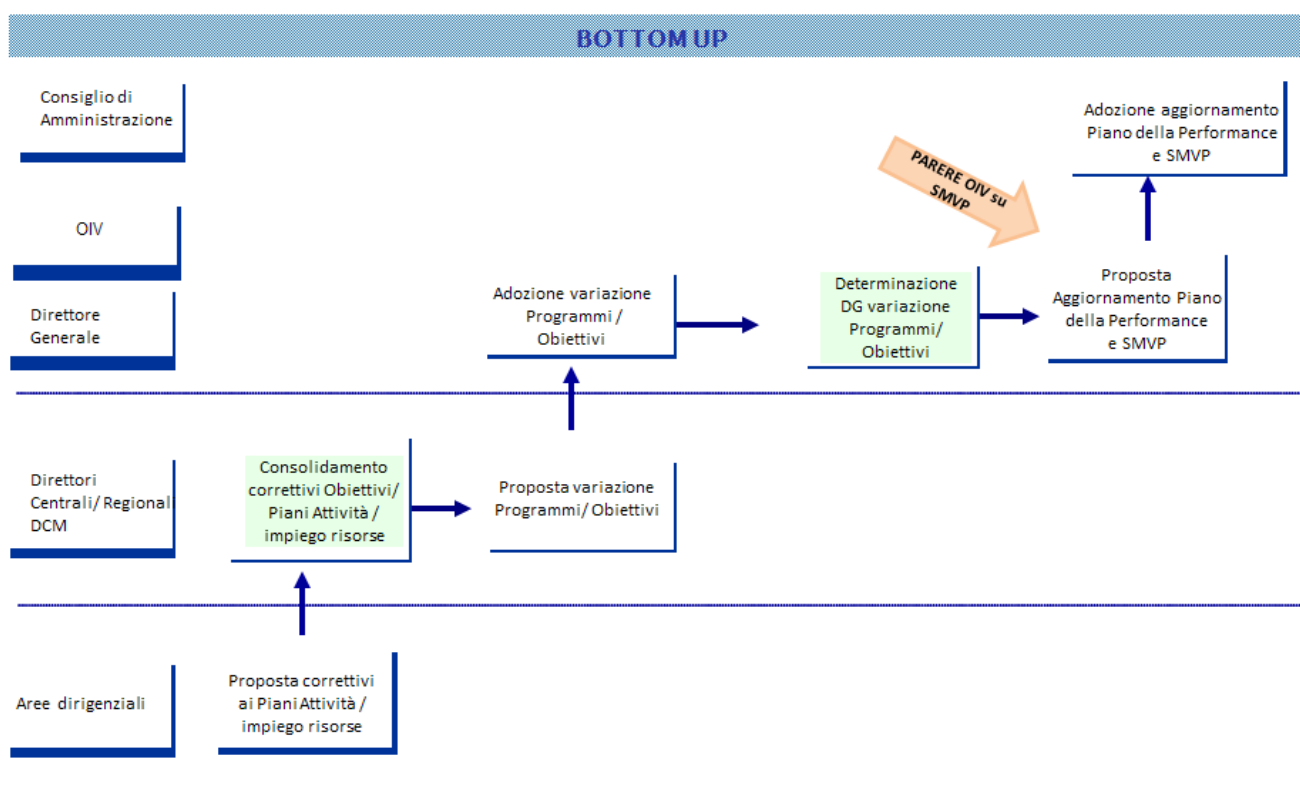 BOTTOM UP
Consiglio di
Amministrazione
Adozione aggiornamento
Piano della Performance
e SMVP
PARERE OIV su
SMVP
OIV
Direttore
Generale
Adozione variazione
Programmi /
Obiettivi
Determinazione
DG variazione
Programmi/
Obiettivi
Proposta
Aggiornamento Piano
della Performance
e SMVP
Direttori
Centrali/ Regionali
DCM
Consolidamento
correttivi Obiettivi/
Piani Attività /
impiego risorse
Proposta variazione
Programmi/ Obiettivi
Aree dirigenziali
Proposta correttivi
ai Piani Attività /
impiego risorse